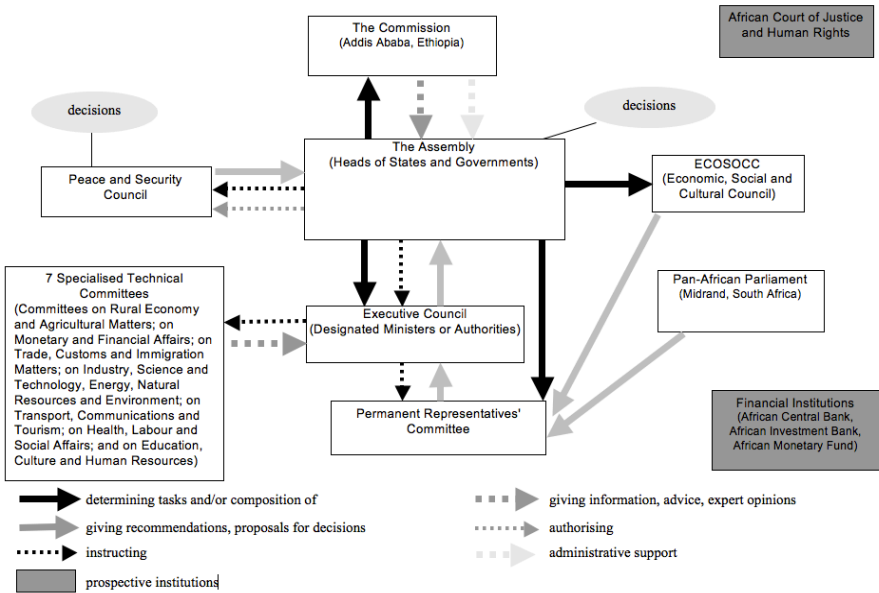 The Commission
(Addis Ababa, Ethiopia)
African Court of Justice
and Human Rights
decisions
decisions
The Assembly
(Heads of States and Governments)
Peace and Security
Council
ECOSOCC
(Economic, Social and
Cultural Council)
7 Specialised Technical
Committees
(Committees on Rural Economy
and Agricultural Matters; on
Monetary and Financial Affairs; on
Trade, Customs and Immigration
Matters; on Industry, Science and
Technology, Energy, Natural
Resources and Environment; on
Transport, Communications and
Tourism; on Health, Labour and
Social Affairs; and on Education,
Culture and Human Resources)
Executive Council
(Designated Ministers or Authorities)
Pan-African Parliament
(Midrand, South Africa)
Permanent Representatives'
Committee
Financial Institutions
(African Central Bank,
African Investment Bank,
African Monetary Fund)
determining tasks and/or composition of
giving information, advice, expert opinions
giving recommendations, proposals for decisions
authorising
instructing
administrative support
prospective institutions